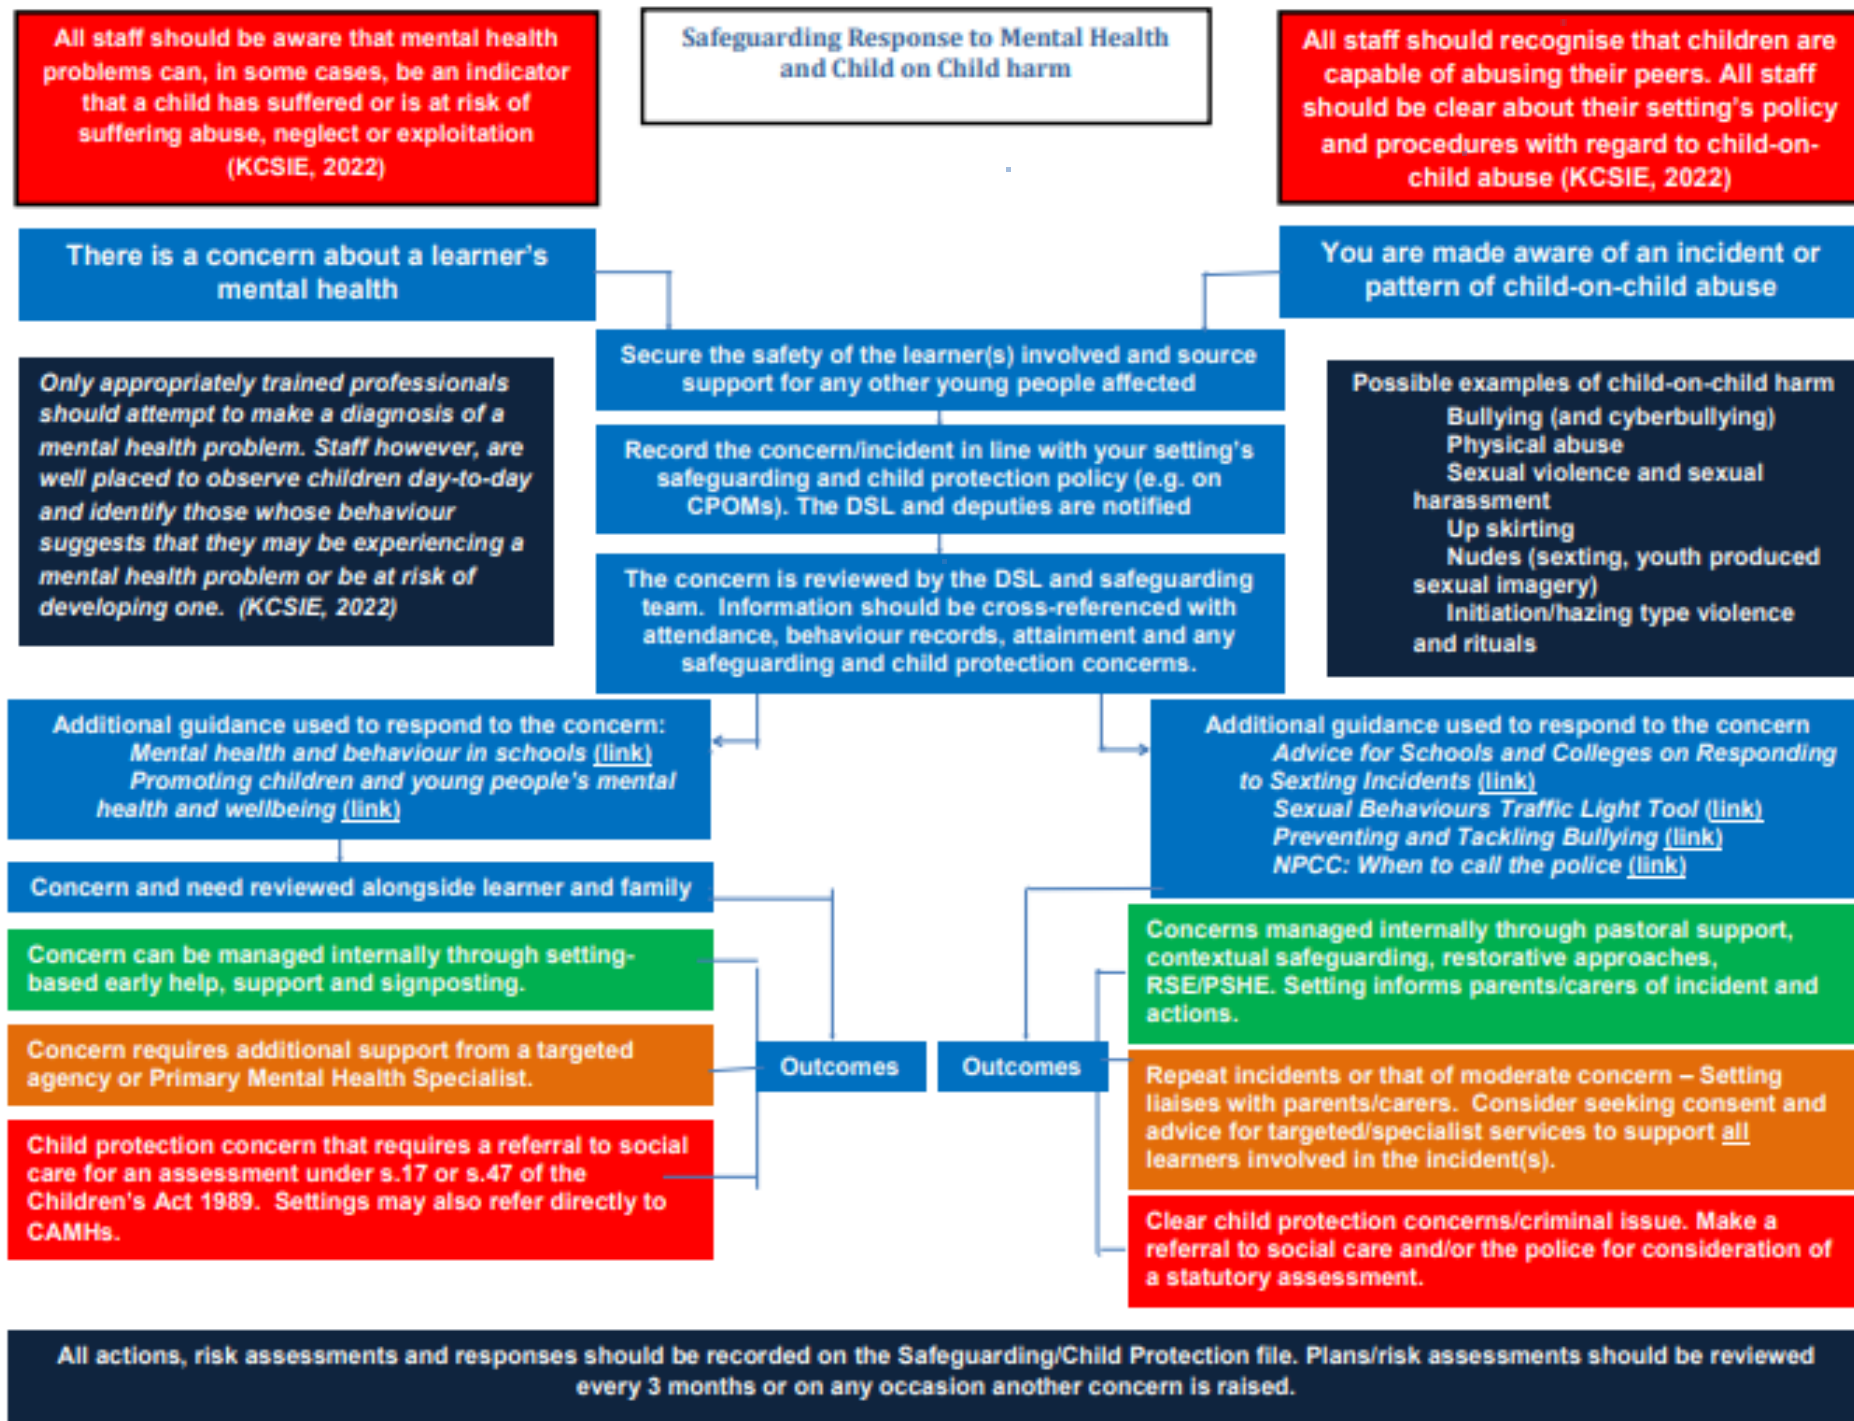 All staff should be aware that mental health
problems can, in some cases, be an indicator
that a child has suffered or is at risk of
suffering abuse, neglect or exploitation
(KCSIE, 2022)
Safeguarding Response to Mental Health
and Child on Child harm
All staff should recognise that children are
capable of abusing their peers. All staff
should be clear about their setting's policy
and procedures with regard to child-on-
child abuse (KCSIE, 2022)
There is a concern about a learner's
mental health
You are made aware of an incident or
pattern of child-on-child abuse
Secure the safety of the learner(s) involved and source
support for any other young people affected
Only appropriately trained professionals
should attempt to make a diagnosis of a
mental health problem. Staff however, are
well placed to observe children day-to-day
and identify those whose behaviour
suggests that they may be experiencing a
mental health problem or be at risk of
developing one. (KCSIE, 2022)
Record the concern/incident in line with your setting's
safeguarding and child protection policy (e.g. on
CPOMs). The DSL and deputies are notified
Possible examples of child-on-child harm
Bullying (and cyberbullying)
Physical abuse
Sexual violence and sexual
harassment
Up skirting
Nudes (sexting, youth produced
sexual imagery)
Initiation/hazing type violence
and rituals
The concern is reviewed by the DSL and safeguarding
team. Information should be cross-referenced with
attendance, behaviour records, attainment and any
safeguarding and child protection concerns.
Additional guidance used to respond to the concern:
Mental health and behaviour in schools (link)
Promoting children and young people's mental
health and wellbeing (link)
Additional guidance used to respond to the concern
Advice for Schools and Colleges on Responding
to Sexting Incidents (link)
Sexual Behaviours Traffic Light Tool (link)
Preventing and Tackling Bullying (link)
NPCC: When to call the police (link)
Concern and need reviewed alongside learner and family
Concern can be managed internally through setting-
based early help, support and signposting.
Concern requires additional support from a targeted
agency or Primary Mental Health Specialist.
Child protection concern that requires a referral to social
care for an assessment under s.17 or s.47 of the
Children's Act 1989. Settings may also refer directly to
CAMHs.
Outcomes
Outcomes
Concerns managed internally through pastoral support,
contextual safeguarding, restorative approaches,
RSE/PSHE. Setting informs parents/carers of incident and
actions.
Repeat incidents or that of moderate concern – Setting
liaises with parents/carers. Consider seeking consent and
advice for targeted/specialist services to support all
learners involved in the incident(s).
Clear child protection concerns/criminal issue. Make a
referral to social care and/or the police for consideration of
a statutory assessment.
All actions, risk assessments and responses should be recorded on the Safeguarding/Child Protection file. Plans/risk assessments should be reviewed
every 3 months or on any occasion another concern is raised.